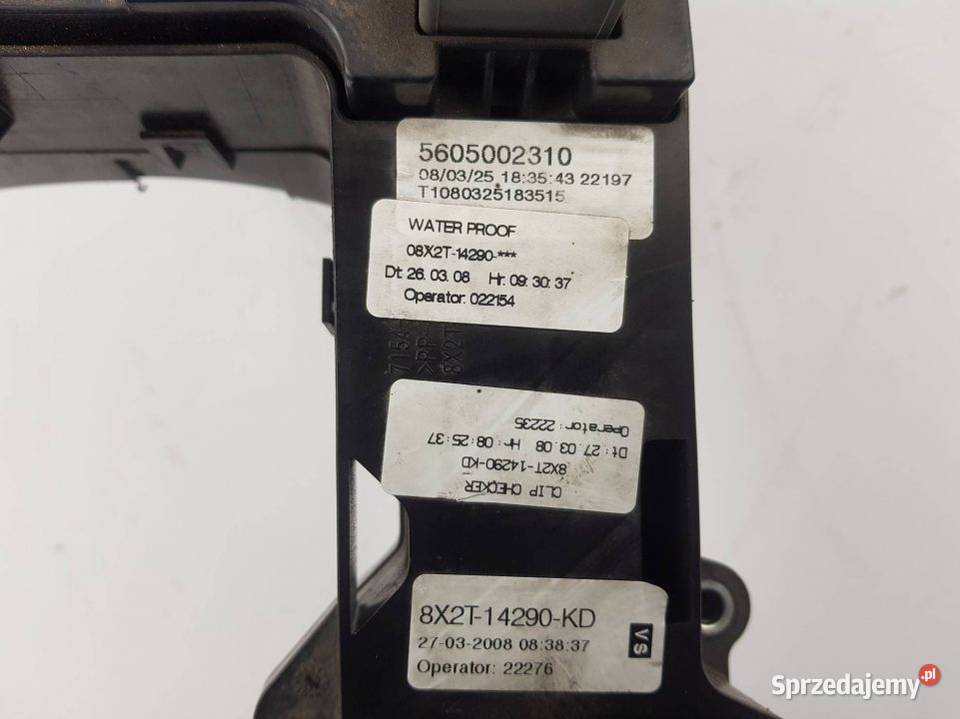 5605002310
08/03/25 18:35:43 22197
T1080325183515
WATER PROOF
08X2T-14290-***
Dt: 26. 03. 08 Hr. 09: 30: 37
Operator: 022154
>PP-
8X2T
CLIP CHECKER
8X2T-14290-KD
Dt: 27.03.08 Hr: 08:25:37
Operator: 22235
8X2T-14290-KD
27-03-2008 08:38:37
Operator: 22276
VS
Sprzedajemy.pl